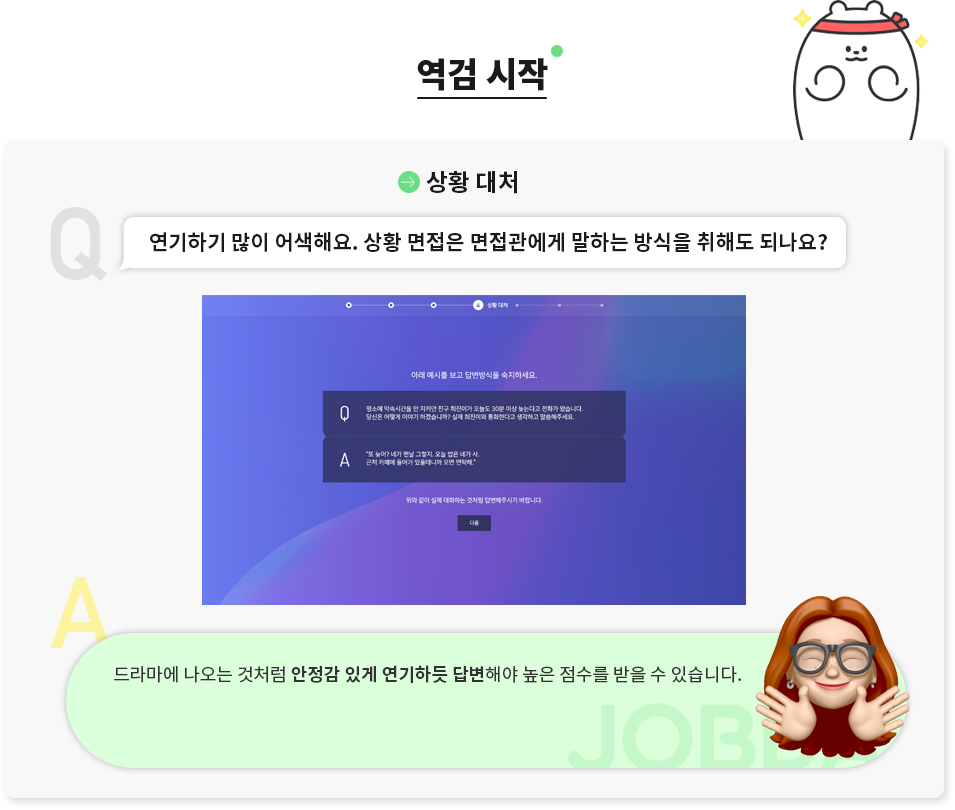 역검 시작
상황 대처
Q
연기하기 많이 어색해요. 상황 면접은 면접관에게 말하는 방식을 취해도 되나요?
4 상황 대처
아래 예시를 보고 답변방식을 숙지하세요.
Q
평소에 약속시간을 안 지키던 친구 희진이가 오늘도 30분 이상 늦는다고 전화가 왔습니다.
당신은 어떻게 이야기 하겠습니까? 실제 희진이와 통화한다고 생각하고 말씀해주세요.
A
"또 늦어? 네가 맨날 그렇지. 오늘 밥은 네가 사.
근처 카페에 들어가 있을테니까 오면 연락해."
위와 같이 실제 대화하는 것처럼 답변해주시기 바랍니다.
다음
A
드라마에 나오는 것처럼 안정감 있게 연기하듯 답변해야 높은 점수를 받을 수 있습니다.